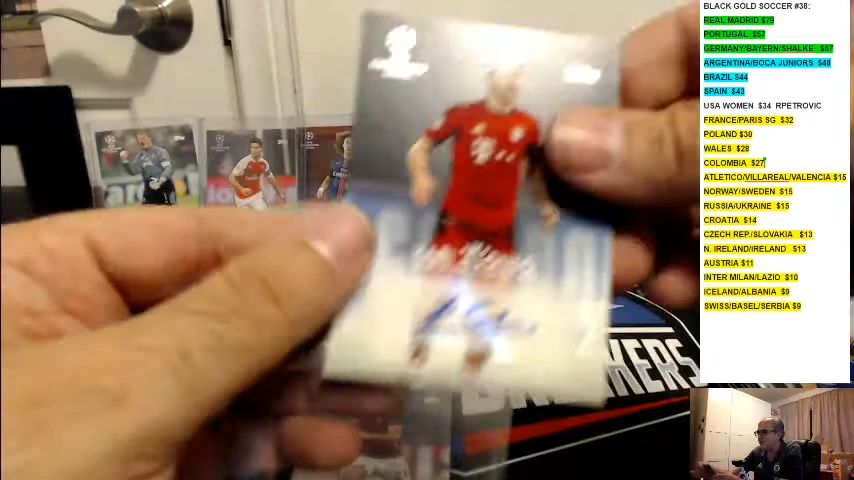 BLACK GOLD SOCCER #38:
REAL MADRID $79
PORTUGAL $57
GERMANY/BAYERN/SHALKE $57
ARGENTINA/BOCA JUNIORS $48
BRAZIL $44
SPAIN $43
USA WOMEN $34 RPETROVIC
FRANCE/PARIS SG $32
POLAND $30
WALES $28
COLOMBIA $27
ATLETICO/VILLAREAL/VALENCIA $15
NORWAY/SWEDEN $15
RUSSIA/UKRAINE $15
CROATIA $14
CZECH REP./SLOVAKIA $13
N. IRELAND/IRELAND $13
AUSTRIA $11
INTER MILAN/LAZIO $10
ICELAND/ALBANIA $9
SWISS/BASEL/SERBIA $9